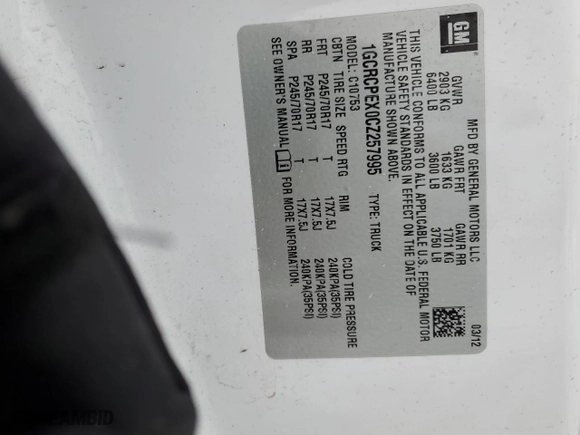 GM
MFD BY GENERAL MOTORS LLC 03/12
GVWR GAWR FRT GAWR RR
2903 KG 1633 KG 1701 KG
6400 LB 3600 LB 3750 LB
THIS VEHICLE CONFORMS TO ALL APPLICABLE U.S. FEDERAL MOTOR
VEHICLE SAFETY STANDARDS IN EFFECT ON THE DATE OF
MANUFACTURE SHOWN ABOVE.
1GCRCPEX0CZ257995 TYPE: TRUCK
MODEL: C10753
CBTN TIRE SIZE SPEED RTG RIM COLD TIRE PRESSURE
FRT P245/70R17 T 17X7.5J 240KPA(35PSI)
RR P245/70R17 T 17X7.5J 240KPA(35PSI)
SPA P245/70R17 T 17X7.5J 240KPA(35PSI)
SEE OWNER'S MANUAL FOR MORE INFORMATION.